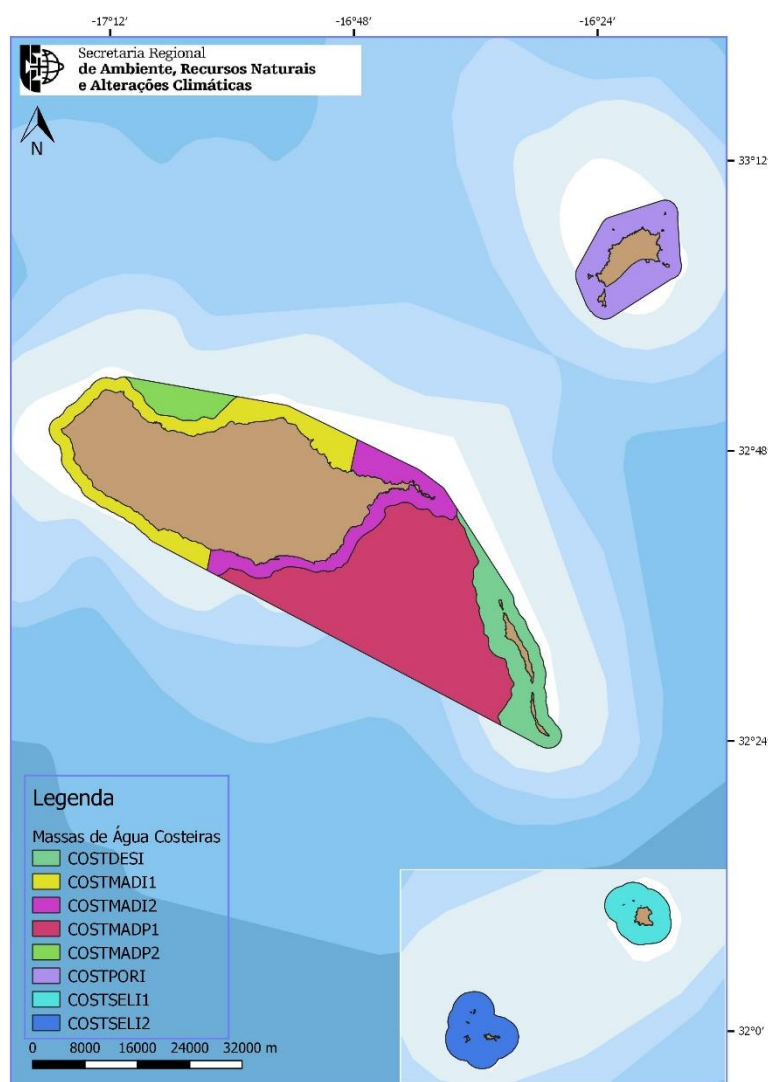 -17°12' -16°48' -16°24'
Secretaria Regional
de Ambiente, Recursos Naturais
e Alterações Climáticas
N
33°12'
32°48'
32°24'
Legenda
Massas de Água Costeiras
COSTDESI
COSTMADI1
COSTMADI2
COSTMADP1
COSTMADP2
COSTPORI
COSTSELI1
COSTSELI2
32°0'
0 8000 16000 24000 32000 m